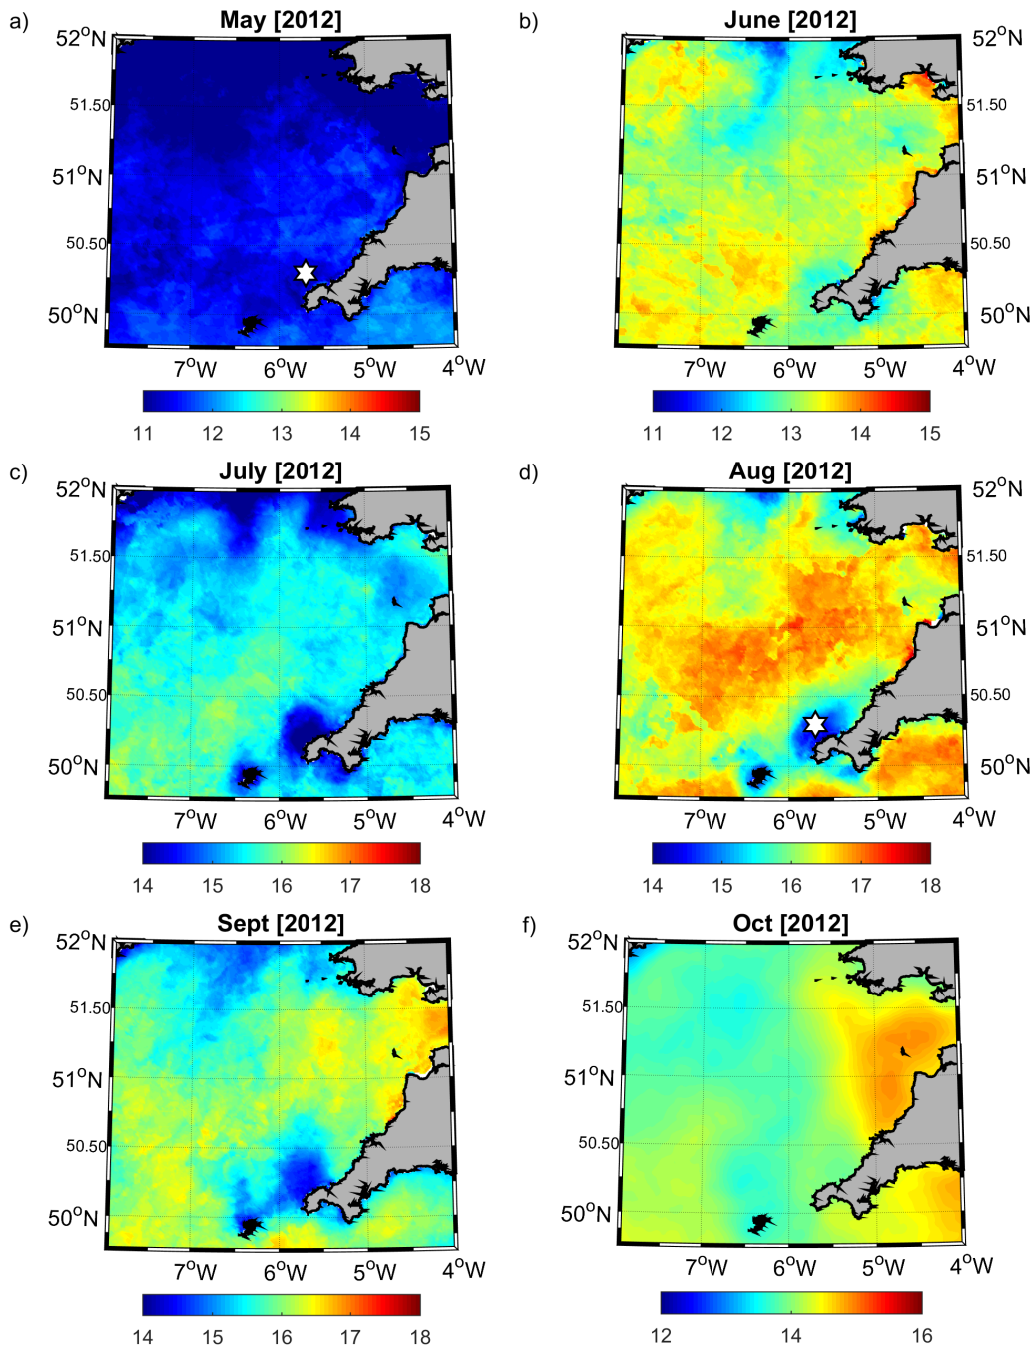 a) May [2012]
b) June [2012]
52°N
51.50
51°N
50.50
50°N
7°W 6°W 5°W 4°W
11 12 13 14 15
52°N
51.50
51°N
50.50
50°N
7°W 6°W 5°W 4°W
11 12 13 14 15
c) July [2012]
d) Aug [2012]
52°N
51.50
51°N
50.50
50°N
7°W 6°W 5°W 4°W
14 15 16 17 18
52°N
51.50
51°N
50.50
50°N
7°W 6°W 5°W 4°W
14 15 16 17 18
e) Sept [2012]
f) Oct [2012]
52°N
51.50
51°N
50.50
50°N
7°W 6°W 5°W 4°W
14 15 16 17 18
52°N
51.50
51°N
50.50
50°N
7°W 6°W 5°W 4°W
12 14 16